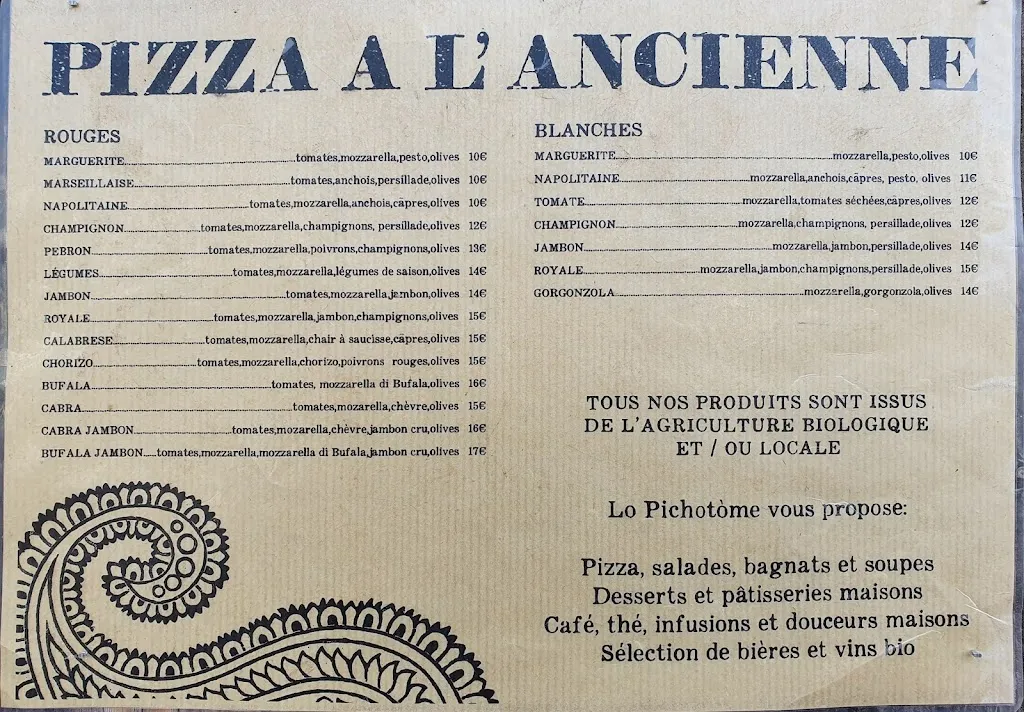 PIZZA A L'ANCIENNE
ROUGES
MARGUERITE tomates,mozzarella,pesto,olives 10€
MARSEILLAISE tomates,anchois,persillade,olives 10€
NAPOLITAINE tomates,mozzarella,anchois,câpres,olives 10€
CHAMPIGNON tomates,mozzarella,champignons, persillade,olives 12€
PERRON tomates,mozzarella,poivrons,champignons,olives 13€
LÉGUMES tomates,mozzarella,légumes de saison,olives 14€
JAMBON tomates,mozzarella,jambon,olives 14€
ROYALE tomates,mozzarella,jambon,champignons,olives 15€
CALABRESE tomates,mozzarella,chair à saucisse,câpres,olives 15€
CHORIZO tomates,mozzarella,chorizo,poivrons rouges,olives 15€
BUFALA tomates, mozzarella di Bufala,olives 16€
CABRA tomates,mozarella,chèvre,olives 15€
CABRA JAMBON tomates,mozarella,chèvre,jambon cru,olives 16€
BUFALA JAMBON tomates,mozzarella,mozzarella di Bufala,jambon cru,olives 17€
BLANCHES
MARGUERITE mozzarella,pesto,olives 10€
NAPOLITAINE mozzarella,anchois,câpres, pesto, olives 11€
TOMATE mozzarella,tomates séchées,câpres,olives 12€
CHAMPIGNON mozzarella,champignons, persillade,olives 12€
JAMBON mozzarella,jambon,persillade,olives 14€
ROYALE mozzarella,jambon,champignons,persillade,olives 15€
GORGONZOLA mozzarella,gorgonzola,olives 14€
TOUS NOS PRODUITS SONT ISSUS
DE L'AGRICULTURE BIOLOGIQUE
ET / OU LOCALE
Lo Pichotòme vous propose:
Pizza, salades, bagnats et soupes
Desserts et pâtisseries maisons
Café, thé, infusions et douceurs maisons
Sélection de bières et vins bio